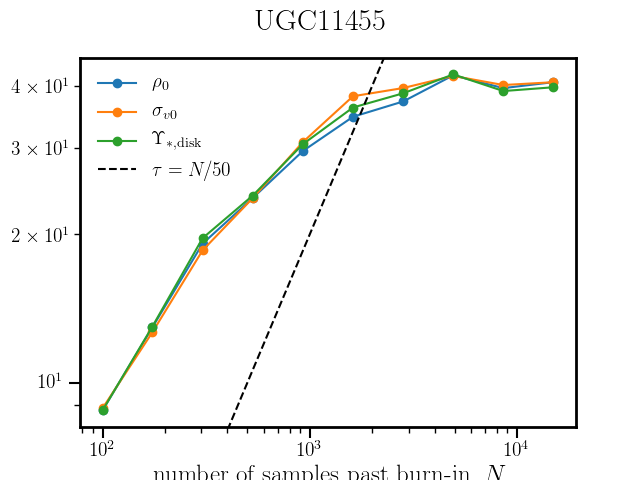 UGC11455
ρ₀
σᵥ₀
Υ∗,disk
τ = N/50
4 × 10¹
3 × 10¹
2 × 10¹
10¹
10² 10³ 10⁴
number of samples past burn-in, N